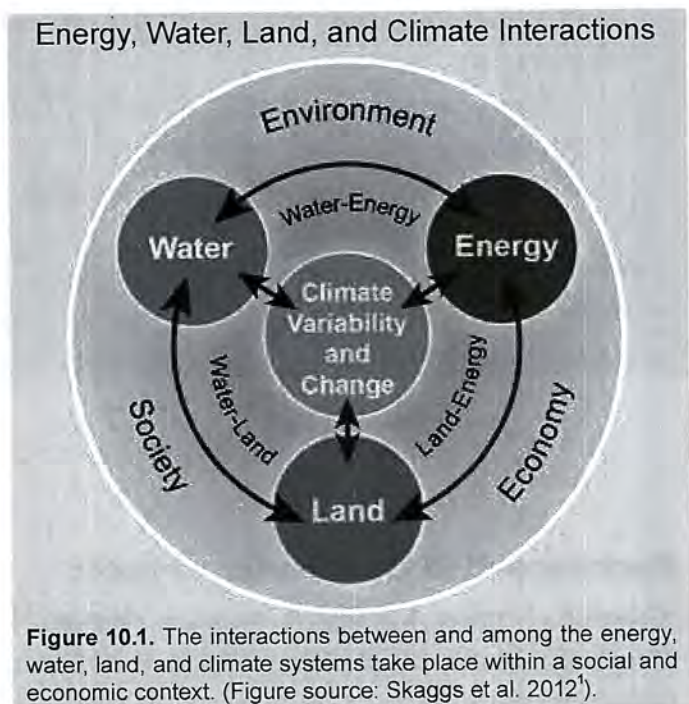 Energy, Water, Land, and Climate Interactions
Environment
Water-Energy
Water
Energy
Climate
Variability
and
Change
Water-Land
Land-Energy
Society
Economy
Land
Figure 10.1. The interactions between and among the energy,
water, land, and climate systems take place within a social and
economic context. (Figure source: Skaggs et al. 2012¹).